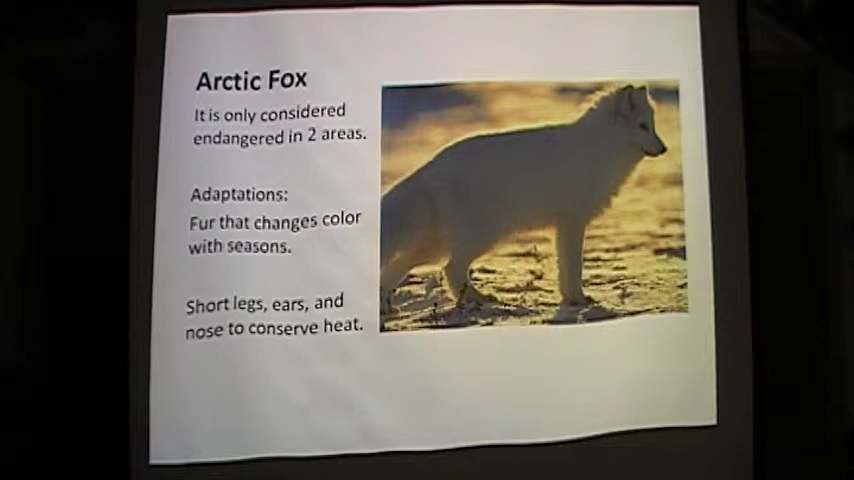 Arctic Fox
It is only considered
endangered in 2 areas.
Adaptations:
Fur that changes color
with seasons.
Short legs, ears, and
nose to conserve heat.